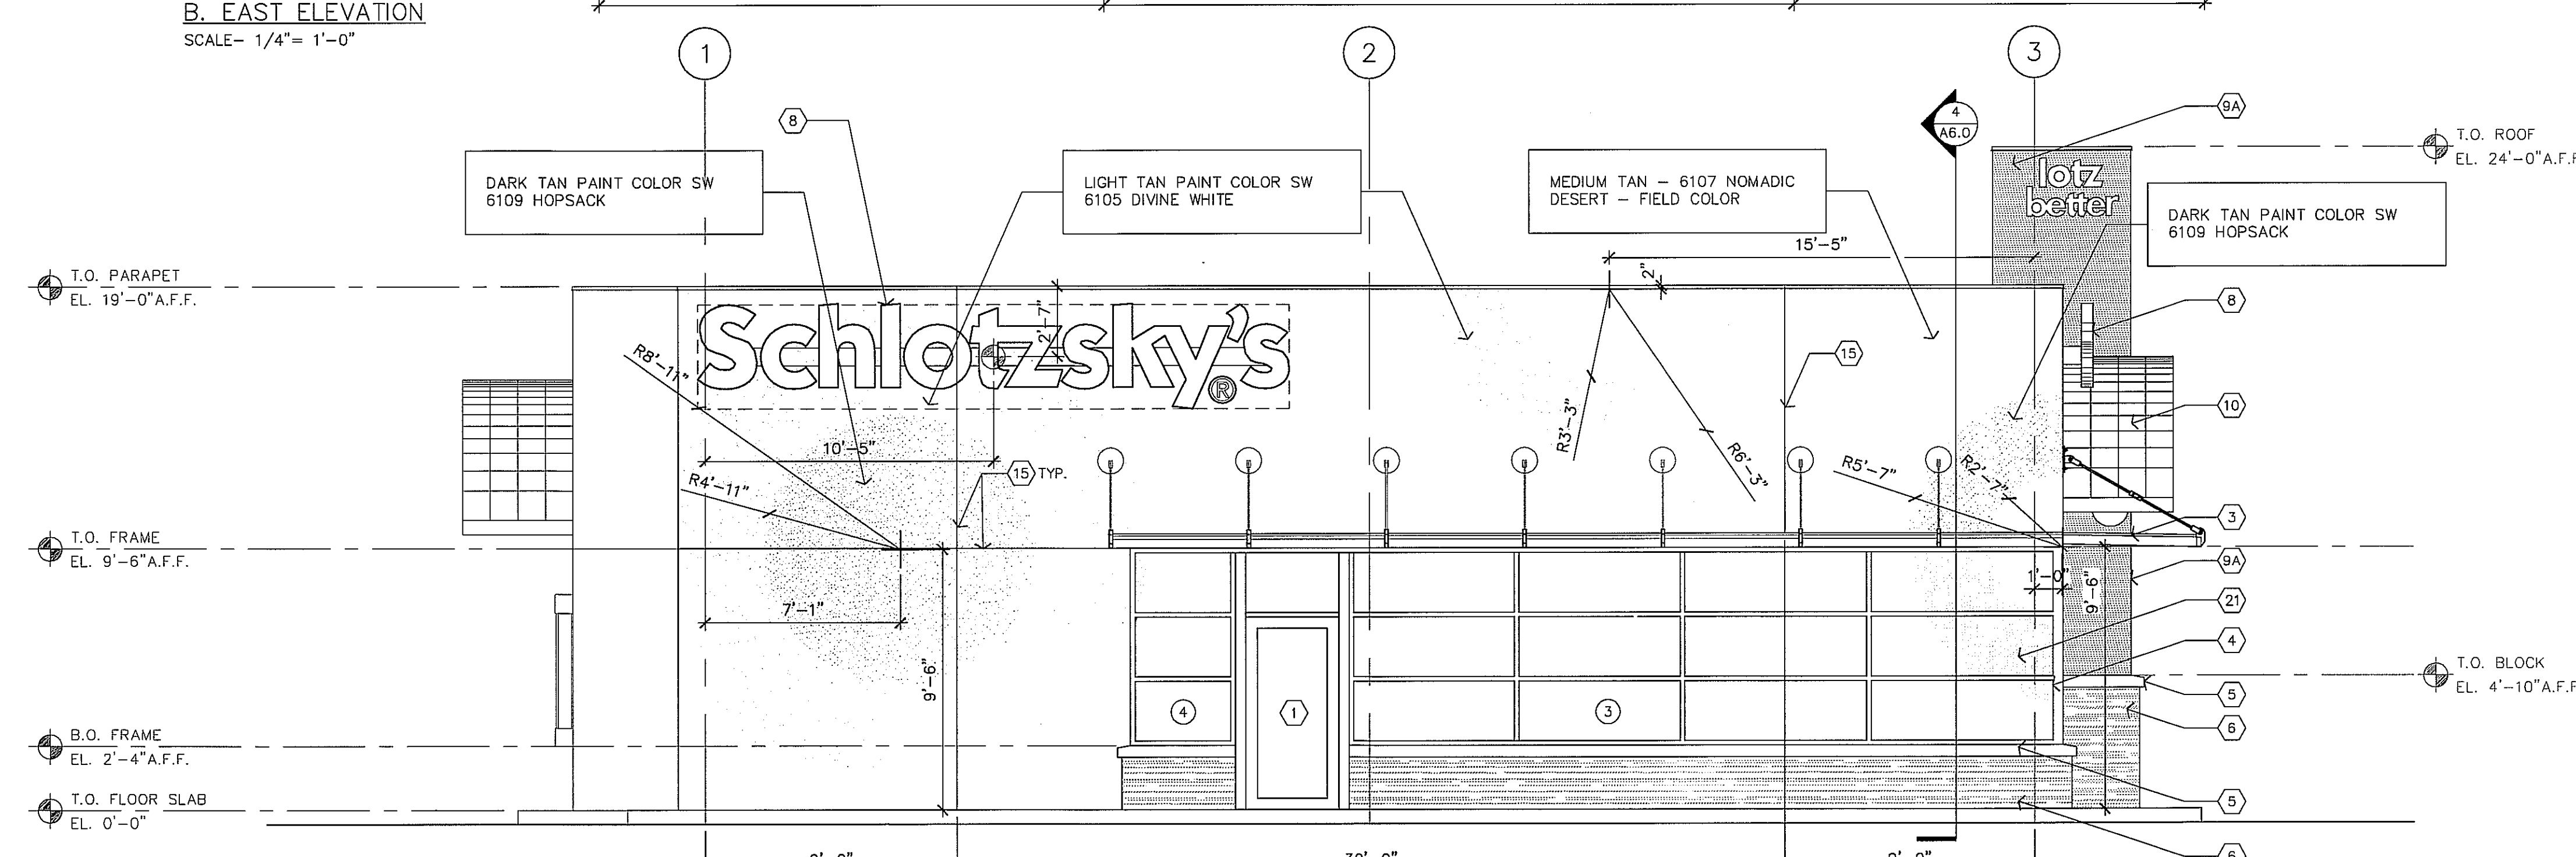 B. EAST ELEVATION
SCALE- 1/4"= 1'-0"
1
2
3
8
4
A6.0
9A
T.O. ROOF
EL. 24'-0"A.F.F
DARK TAN PAINT COLOR SW
6109 HOPSACK
LIGHT TAN PAINT COLOR SW
6105 DIVINE WHITE
MEDIUM TAN - 6107 NOMADIC
DESERT - FIELD COLOR
lotz
better
DARK TAN PAINT COLOR SW
6109 HOPSACK
15'-5"
2"
T.O. PARAPET
EL. 19'-0"A.F.F.
Schlotzsky's
®
2'-7"
8
R8'-11"
15
R3'-3"
10
10'-5"
R6'-3"
R5'-7"
R2'-7"
R4'-11"
15 TYP.
3
T.O. FRAME
EL. 9'-6"A.F.F.
9A
1'-0"
9'-6"
7'-1"
21
4
9'-6"
T.O. BLOCK
EL. 4'-10"A.F.F
5
4
1
3
6
B.O. FRAME
EL. 2'-4"A.F.F.
T.O. FLOOR SLAB
EL. 0'-0"
5
6